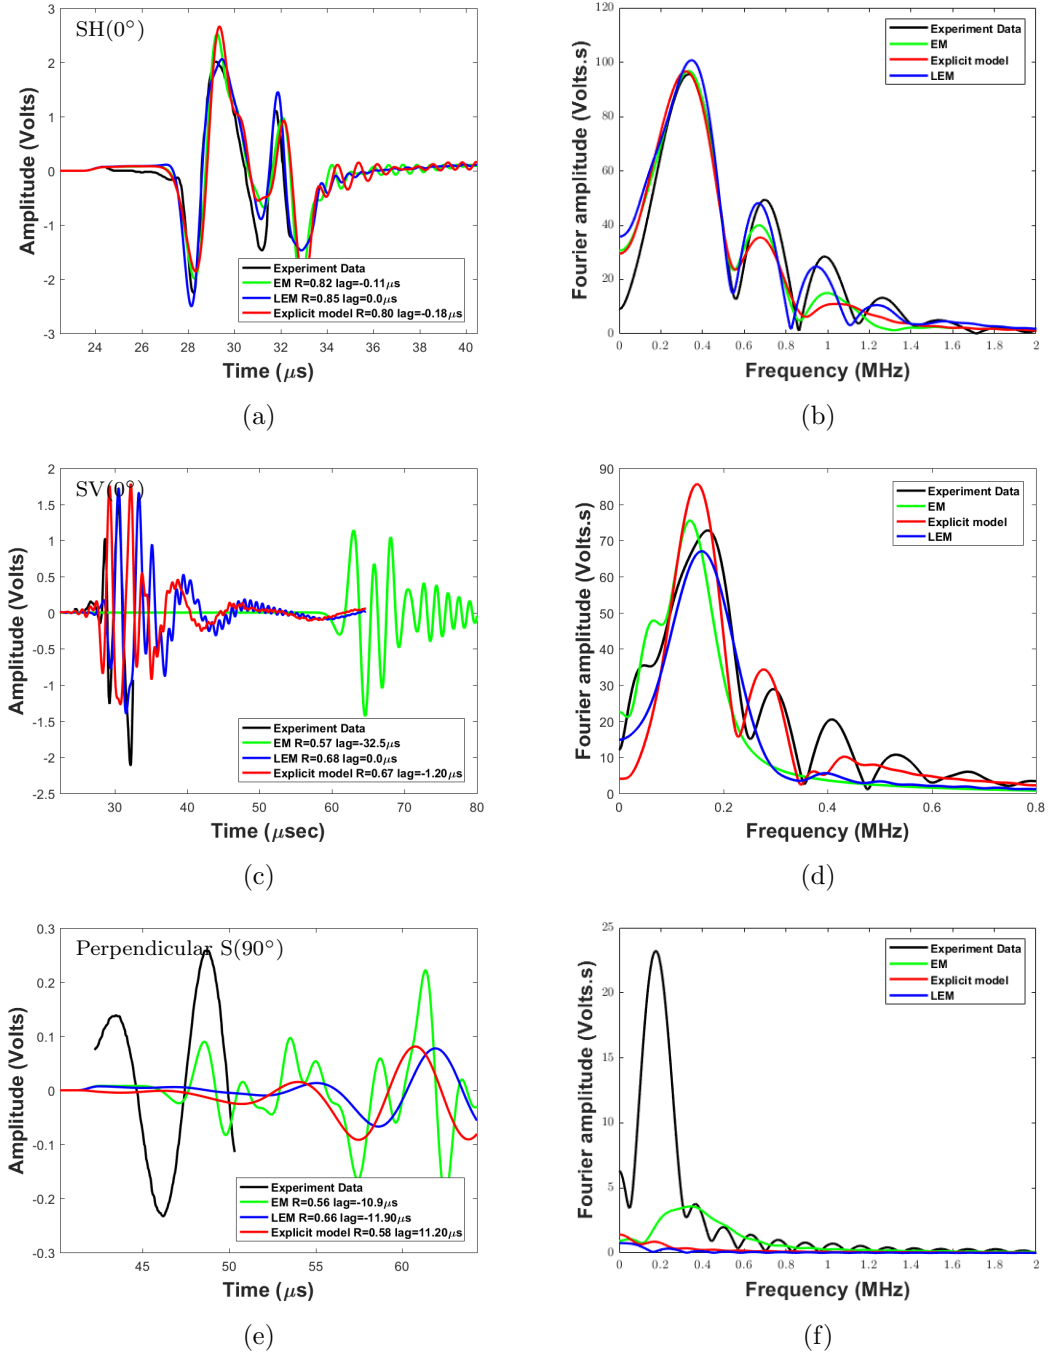 SH(0°)
Amplitude (Volts)
3
2
1
0
-1
-2
-3
24 26 28 30 32 34 36 38 40
Time (μs)
Experiment Data
EM R=0.82 lag=-0.11μs
LEM R=0.85 lag=0.0μs
Explicit model R=0.80 lag=-0.18μs
(a)
Fourier amplitude (Volts.s)
120
100
80
60
40
20
0
0 0.2 0.4 0.6 0.8 1 1.2 1.4 1.6 1.8 2
Frequency (MHz)
Experiment Data
EM
Explicit model
LEM
(b)
SV(0°)
Amplitude (Volts)
2
1.5
1
0.5
0
-0.5
-1
-1.5
-2
-2.5
30 40 50 60 70 80
Time (μsec)
Experiment Data
EM R=0.57 lag=-32.5μs
LEM R=0.68 lag=0.0μs
Explicit model R=0.67 lag=-1.20μs
(c)
Fourier amplitude (Volts.s)
90
80
70
60
50
40
30
20
10
0
0 0.2 0.4 0.6 0.8
Frequency (MHz)
Experiment Data
EM
Explicit model
LEM
(d)
Perpendicular S(90°)
Amplitude (Volts)
0.3
0.2
0.1
0
-0.1
-0.2
-0.3
45 50 55 60
Time (μs)
Experiment Data
EM R=0.56 lag=-10.9μs
LEM R=0.66 lag=-11.90μs
Explicit model R=0.58 lag=11.20μs
(e)
Fourier amplitude (Volts.s)
25
20
15
10
5
0
0 0.2 0.4 0.6 0.8 1 1.2 1.4 1.6 1.8 2
Frequency (MHz)
Experiment Data
EM
Explicit model
LEM
(f)